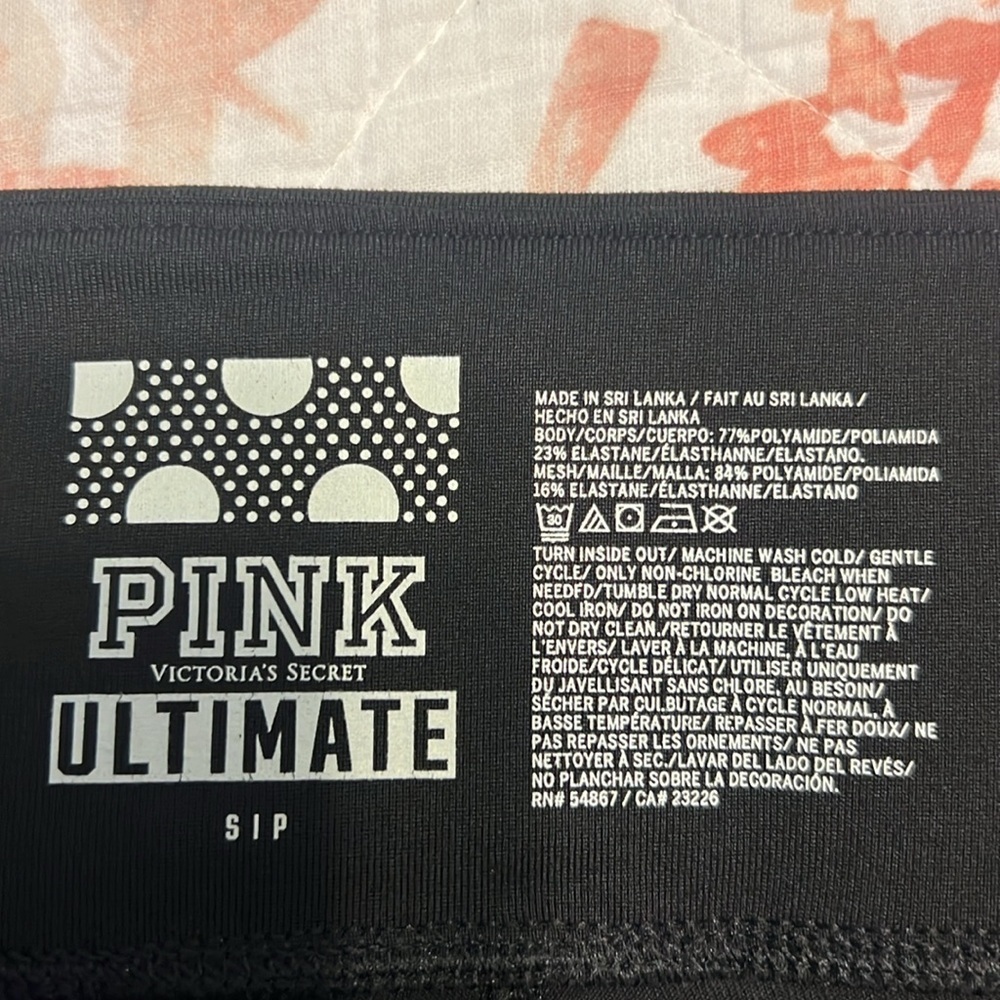 PINK
VICTORIA'S SECRET
ULTIMATE
S I P
MADE IN SRI LANKA / FAIT AU SRI LANKA /
HECHO EN SRI LANKA
BODY/CORPS/CUERPO: 77%POLYAMIDE/POLIAMIDA
23% ELASTANE/ÉLASTHANNE/ELASTANO.
MESH/MAILLE/MALLA: 84% POLYAMIDE/POLIAMIDA
16% ELASTANE/ÉLASTHANNE/ELASTANO
30
TURN INSIDE OUT/ MACHINE WASH COLD/ GENTLE
CYCLE/ ONLY NON-CHLORINE BLEACH WHEN
NEEDED/TUMBLE DRY NORMAL CYCLE LOW HEAT/
COOL IRON/ DO NOT IRON ON DECORATION/ DO
NOT DRY CLEAN./RETOURNER LE VÊTEMENT À
L'ENVERS/ LAVER À LA MACHINE, À L'EAU
FROIDE/CYCLE DÉLICAT/ UTILISER UNIQUEMENT
DU JAVELLISANT SANS CHLORE, AU BESOIN/
SÉCHER PAR CULBUTAGE À CYCLE NORMAL, À
BASSE TEMPÉRATURE/ REPASSER À FER DOUX/ NE
PAS REPASSER LES ORNEMENTS/ NE PAS
NETTOYER À SEC./LAVAR DEL LADO DEL REVÉS/
NO PLANCHAR SOBRE LA DECORACIÓN.
RN# 54867 / CA# 23226